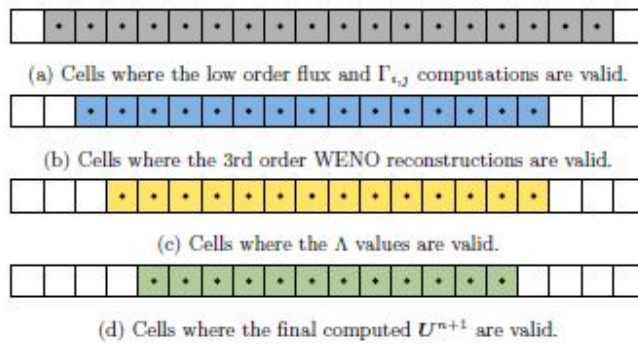 (a) Cells where the low order flux and Γᵢ,ⱼ computations are valid.
(b) Cells where the 3rd order WENO reconstructions are valid.
(c) Cells where the Λ values are valid.
(d) Cells where the final computed Uⁿ⁺¹ are valid.